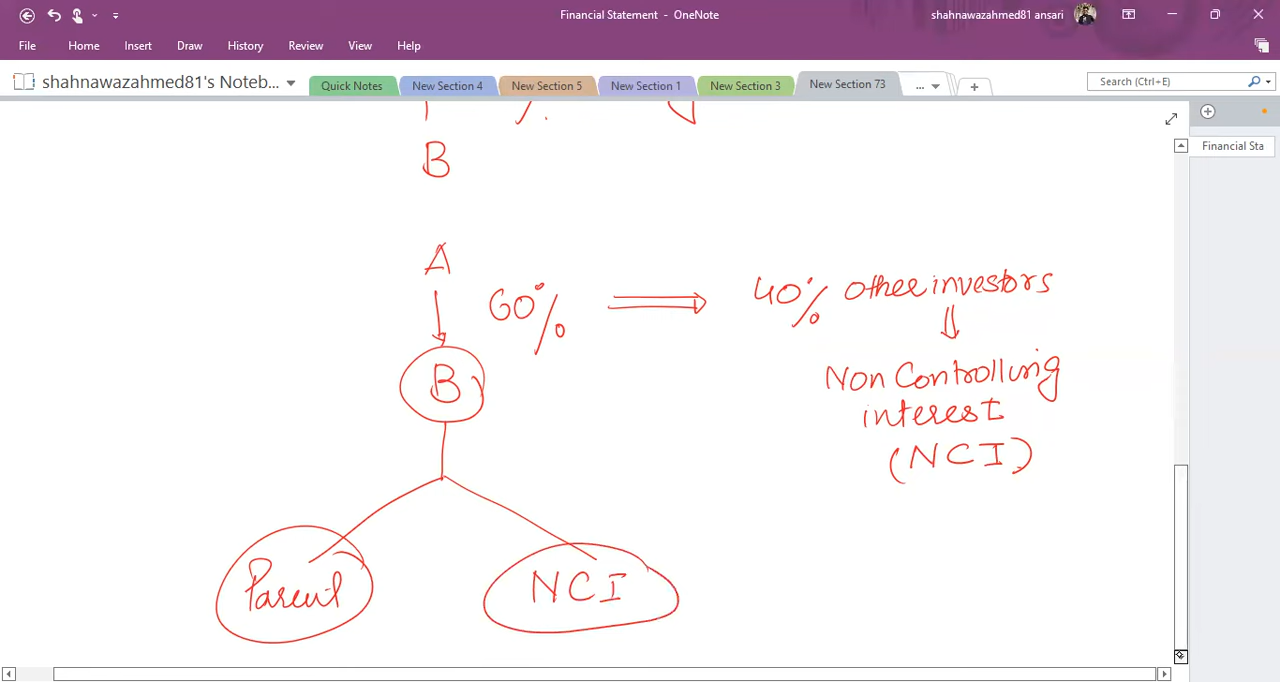 Financial Statement - OneNote
shahnawazahmed81 ansari
File Home Insert Draw History Review View Help
shahnawazahmed81's Noteb...
Quick Notes
New Section 4
New Section 5
New Section 1
New Section 3
New Section 73
...
Search (Ctrl+E)
Financial Sta
B
A
60%
40% other investors
B
Non Controlling
interest
(NCI)
Parent
NCI